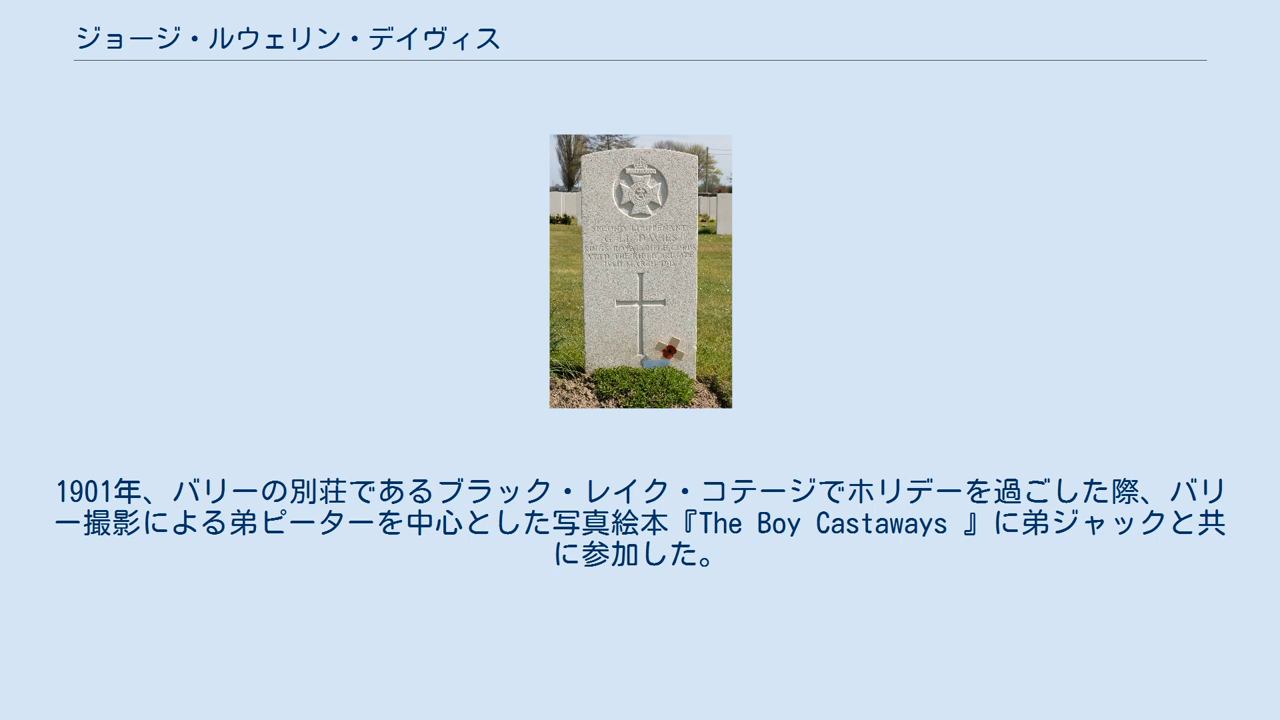 ジョージ・ルウェリン・デイヴィス
SECOND LIEUTENANT
G. LL. DAVIES
1901年、バリーの別荘であるブラック・レイク・コテージでホリデーを過ごした際、バリ
ー撮影による弟ピーターを中心とした写真絵本『The Boy Castaways 』に弟ジャックと共
に参加した。